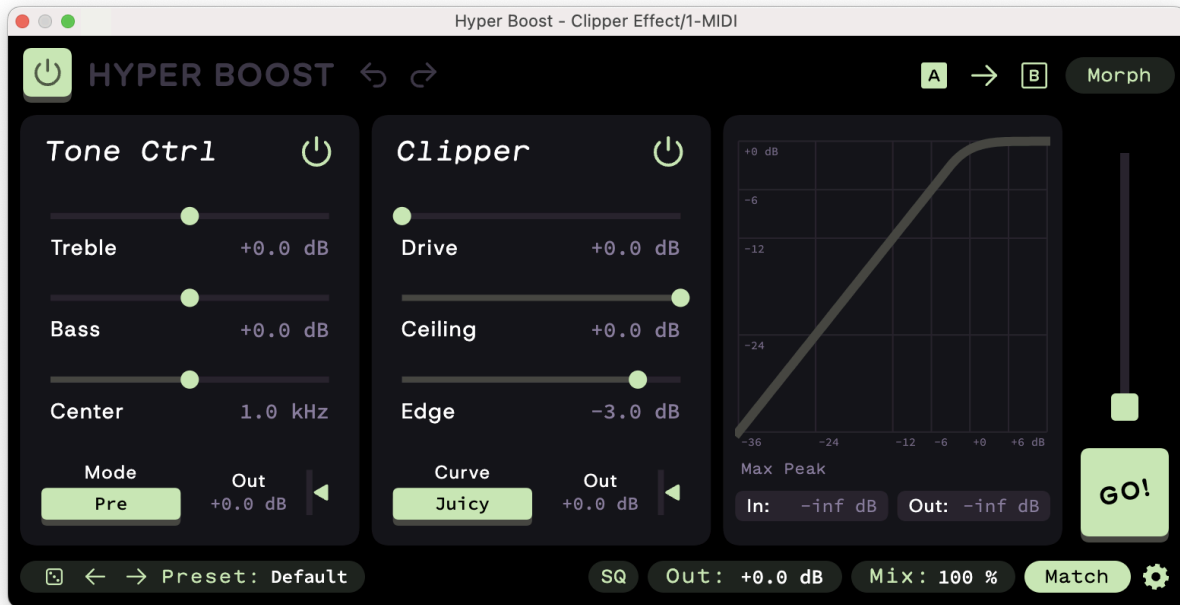 Hyper Boost - Clipper Effect/1-MIDI
HYPER BOOST
A
B
Morph
Tone Ctrl
Treble +0.0 dB
Bass +0.0 dB
Center 1.0 kHz
Mode
Pre
Out
+0.0 dB
Clipper
Drive +0.0 dB
Ceiling +0.0 dB
Edge -3.0 dB
Curve
Juicy
Out
+0.0 dB
+0 dB
-6
-12
-24
-36 -24 -12 -6 +0 +6 dB
Max Peak
In: -inf dB Out: -inf dB
GO!
Preset: Default
SQ
Out: +0.0 dB
Mix: 100 %
Match